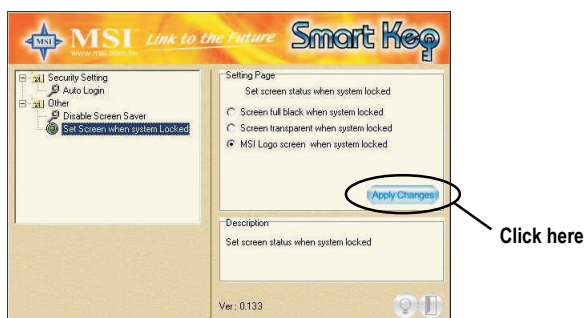 MSI MSI Link to the Future Smart Key
www.msi.com.tw
Security Setting
Auto Login
Other
Disable Screen Saver
Set Screen when system Locked
Setting Page
Set screen status when system locked
Screen full black when system locked
Screen transparent when system locked
MSI Logo screen when system locked
Apply Changes
Click here
Description
Set screen status when system locked
Ver: 0.133